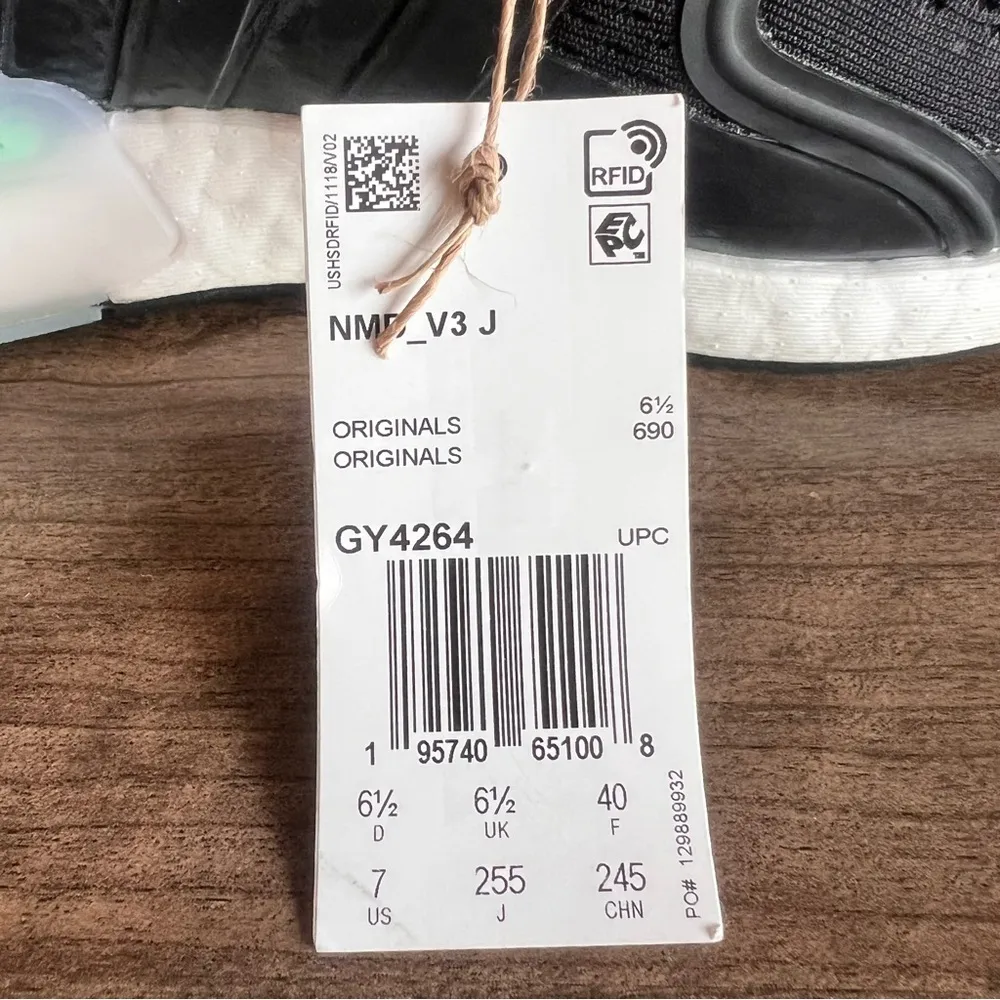 USHSDRFID/1118/V02
RFID
EPC™
NMD_V3 J
6½
ORIGINALS 690
ORIGINALS
GY4264 UPC
1 95740 65100 8
6½ 6½ 40
D UK F
7 255 245
US J CHN
PO# 129889932